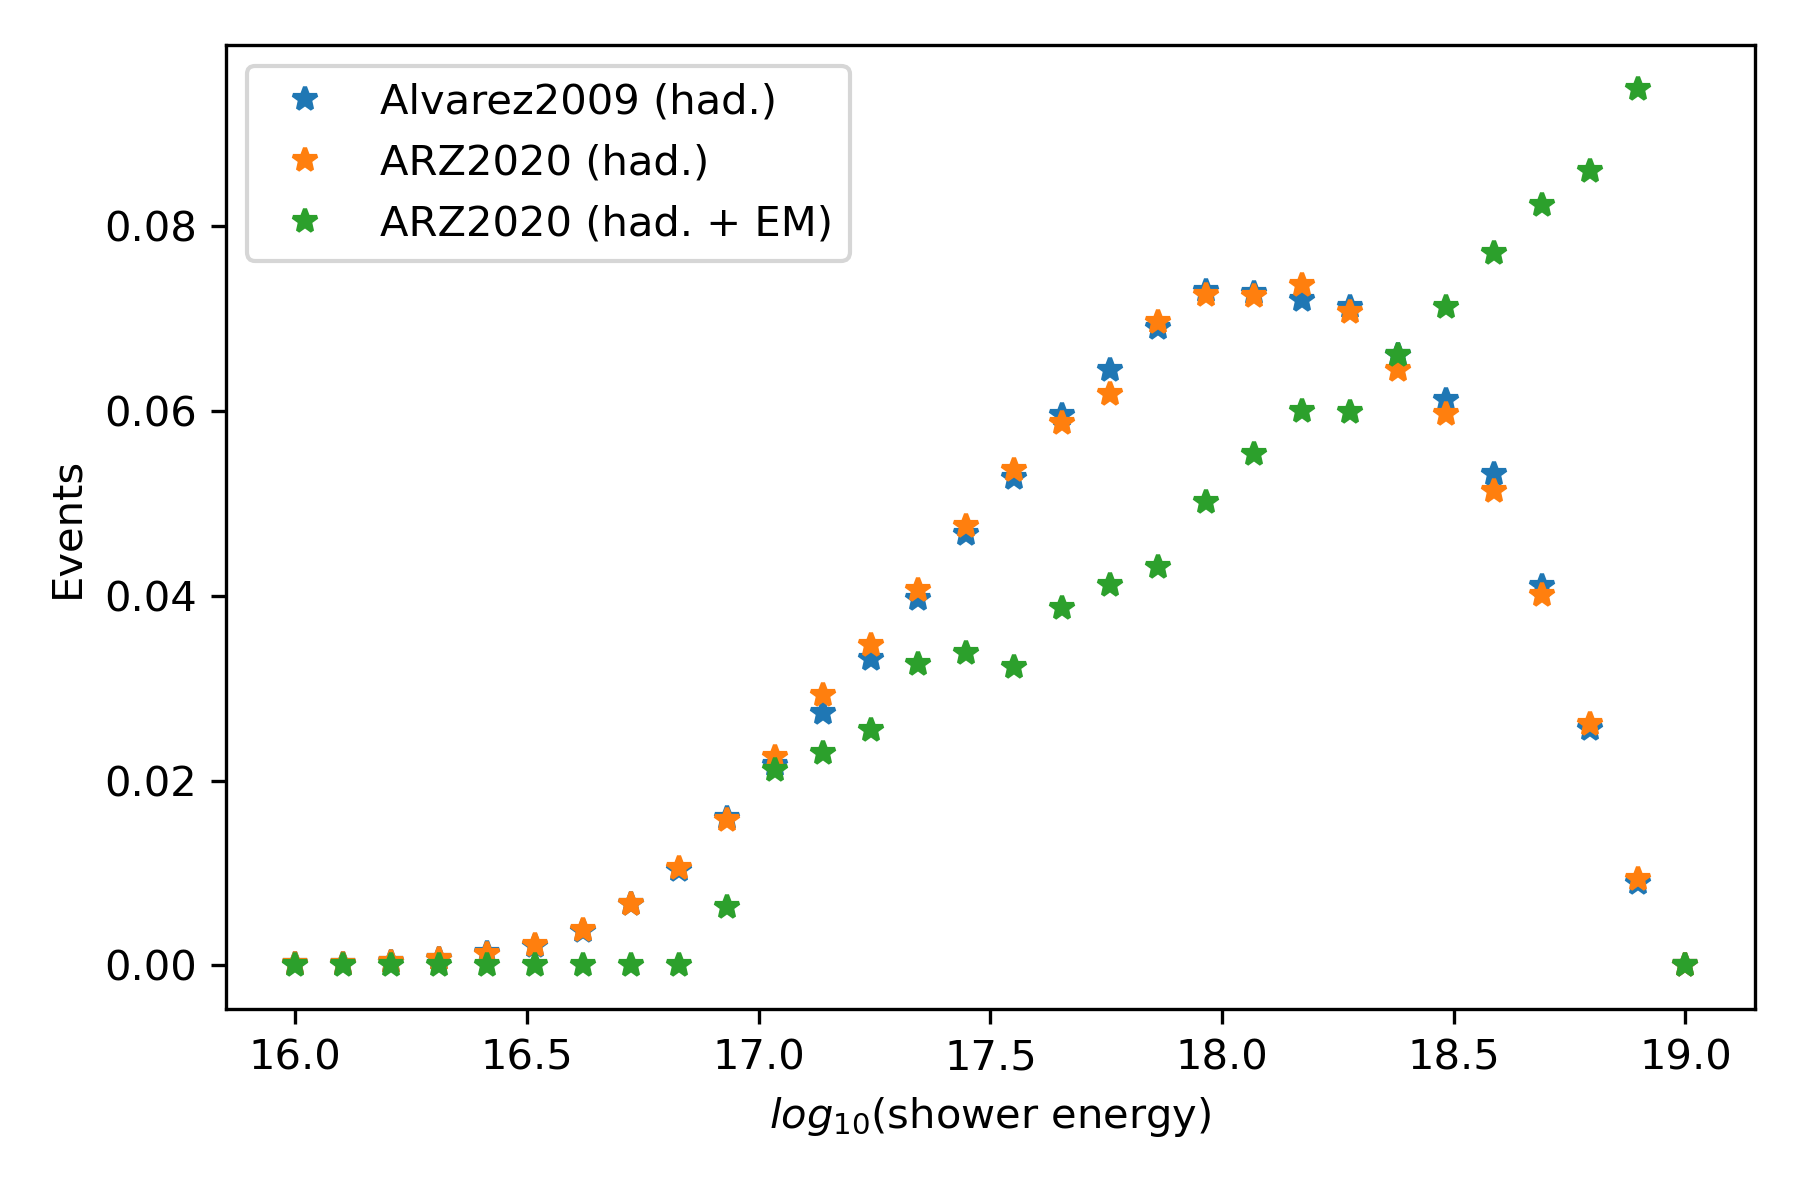 Alvarez2009 (had.)
ARZ2020 (had.)
ARZ2020 (had. + EM)
0.08
0.06
0.04
0.02
0.00
Events
16.0 16.5 17.0 17.5 18.0 18.5 19.0
log₁₀(shower energy)